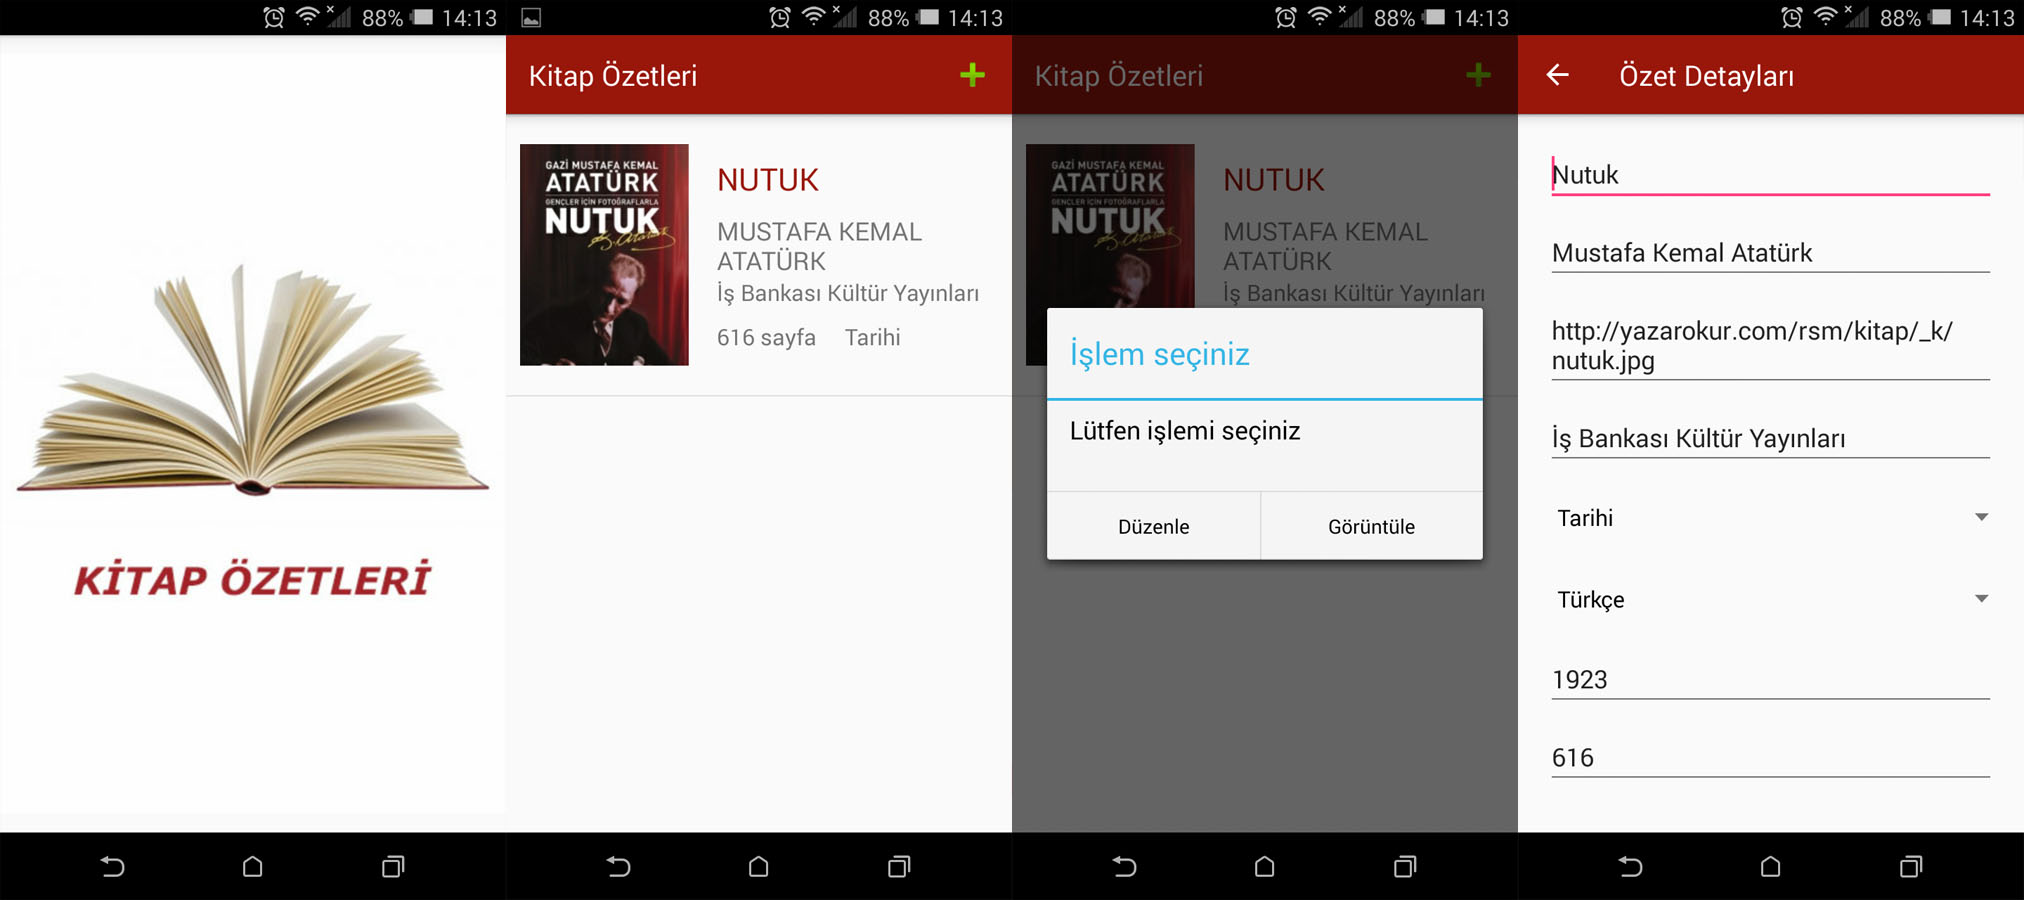 88% 14:13
KİTAP ÖZETLERİ
88% 14:13
Kitap Özetleri
GAZİ MUSTAFA KEMAL
ATATÜRK
GENÇLER İÇİN FOTOĞRAFLARLA
NUTUK
NUTUK
MUSTAFA KEMAL
ATATÜRK
İş Bankası Kültür Yayınları
616 sayfa Tarihi
88% 14:13
Kitap Özetleri
GAZİ MUSTAFA KEMAL
ATATÜRK
GENÇLER İÇİN FOTOĞRAFLARLA
NUTUK
NUTUK
MUSTAFA KEMAL
ATATÜRK
İş Bankası Kültür Yayınları
İşlem seçiniz
Lütfen işlemi seçiniz
Düzenle Görüntüle
88% 14:13
Özet Detayları
Nutuk
Mustafa Kemal Atatürk
http://yazarokur.com/rsm/kitap/_k/
nutuk.jpg
İş Bankası Kültür Yayınları
Tarihi
Türkçe
1923
616